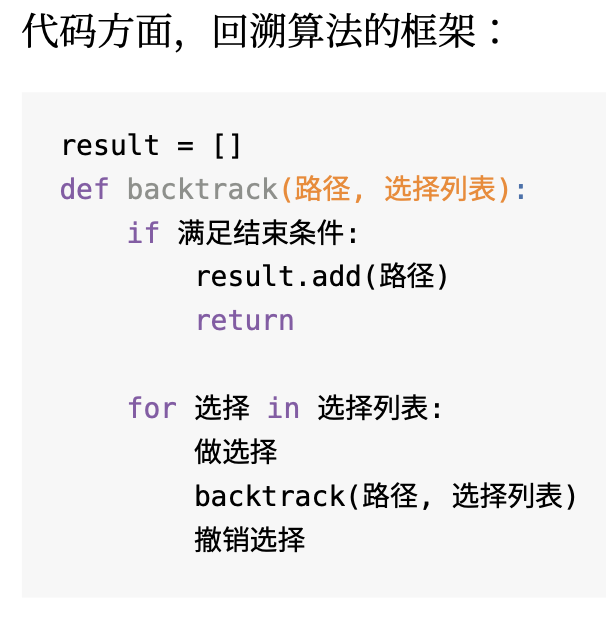 代码方面，回溯算法的框架：
result = []
def backtrack(路径, 选择列表):
    if 满足结束条件:
        result.add(路径)
        return
    for 选择 in 选择列表:
        做选择
        backtrack(路径, 选择列表)
        撤销选择